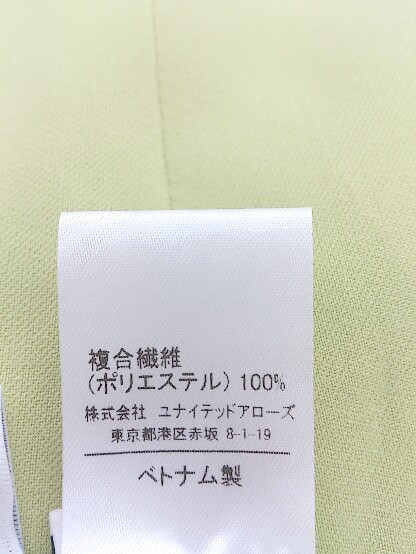 複合繊維
(ポリエステル) 100%
株式会社 ユナイテッドアローズ
東京都港区赤坂 8-1-19
ベトナム製